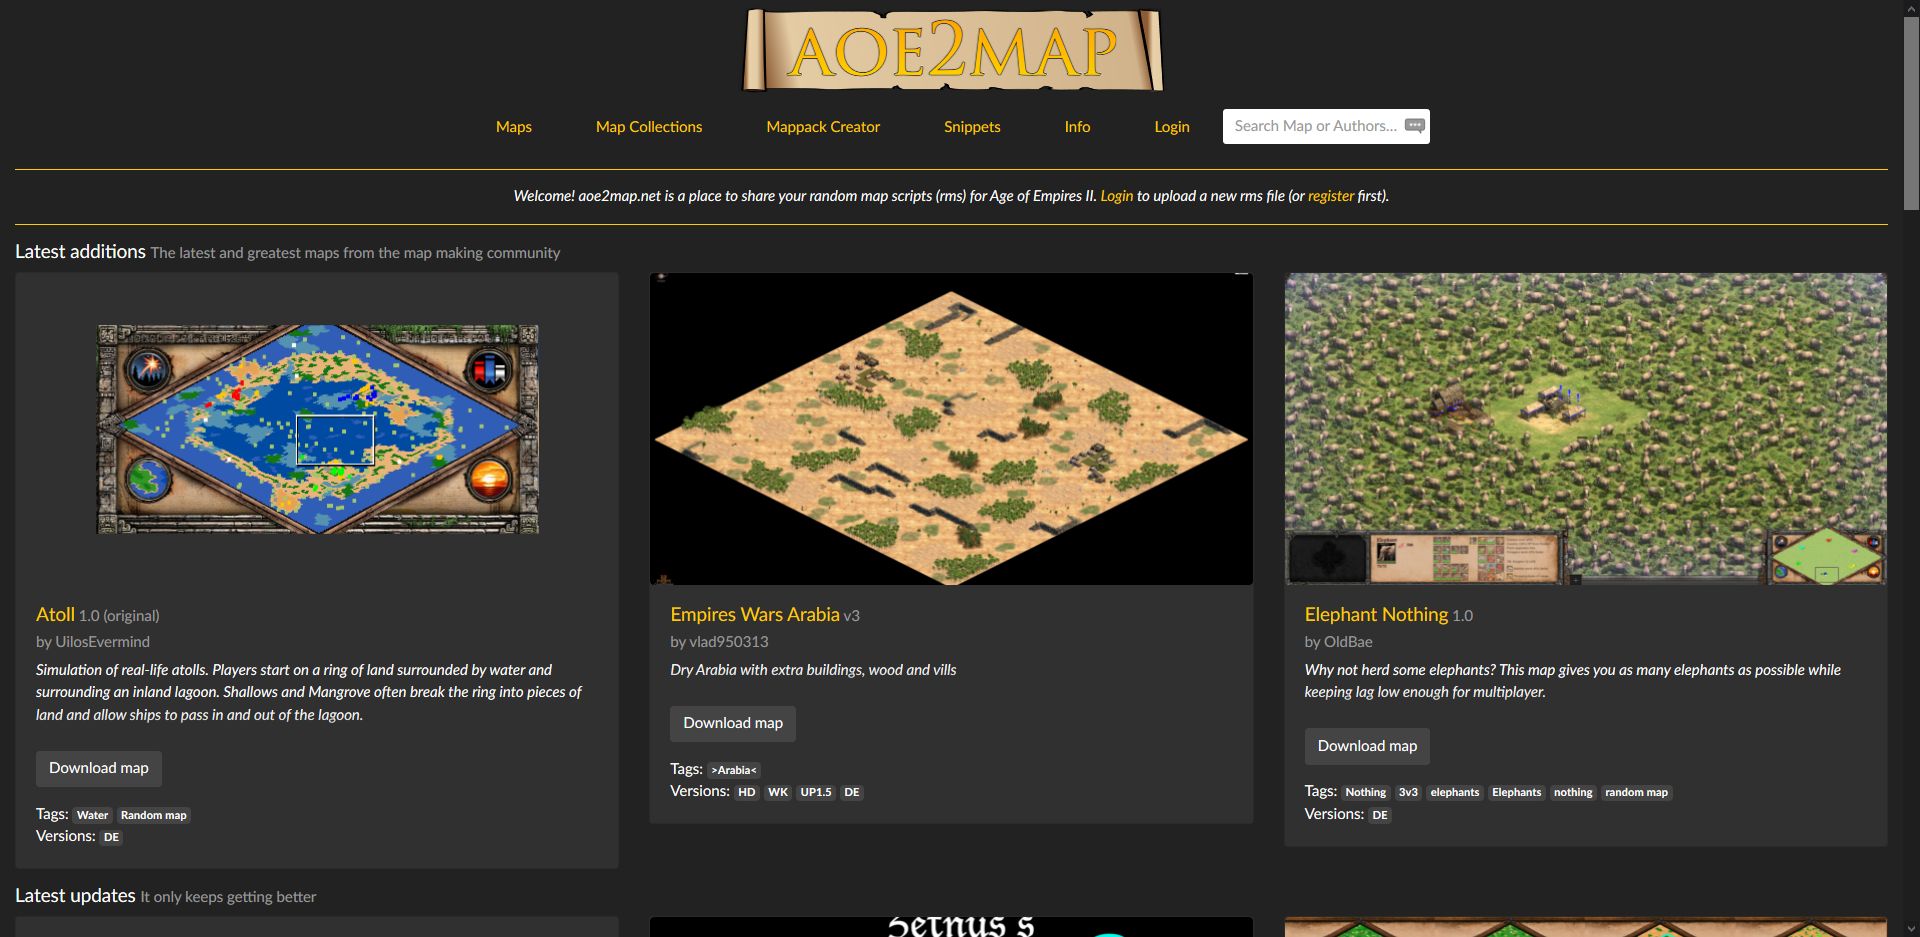 AOE2MAP
Maps
Map Collections
Mappack Creator
Snippets
Info
Login
Search Map or Authors...
Welcome! aoe2map.net is a place to share your random map scripts (rms) for Age of Empires II. Login to upload a new rms file (or register first).
Latest additions The latest and greatest maps from the map making community
Atoll 1.0 (original)
by UilosEvermind
Simulation of real-life atolls. Players start on a ring of land surrounded by water and
surrounding an inland lagoon. Shallows and Mangrove often break the ring into pieces of
land and allow ships to pass in and out of the lagoon.
Download map
Tags: Water Random map
Versions: DE
Empires Wars Arabia v3
by vlad950313
Dry Arabia with extra buildings, wood and vills
Download map
Tags: >Arabia<
Versions: HD WK UP1.5 DE
Elephant
Elephant Nothing 1.0
by OldBae
Why not herd some elephants? This map gives you as many elephants as possible while
keeping lag low enough for multiplayer.
Download map
Tags: Nothing 3v3 elephants Elephants nothing random map
Versions: DE
Latest updates It only keeps getting better